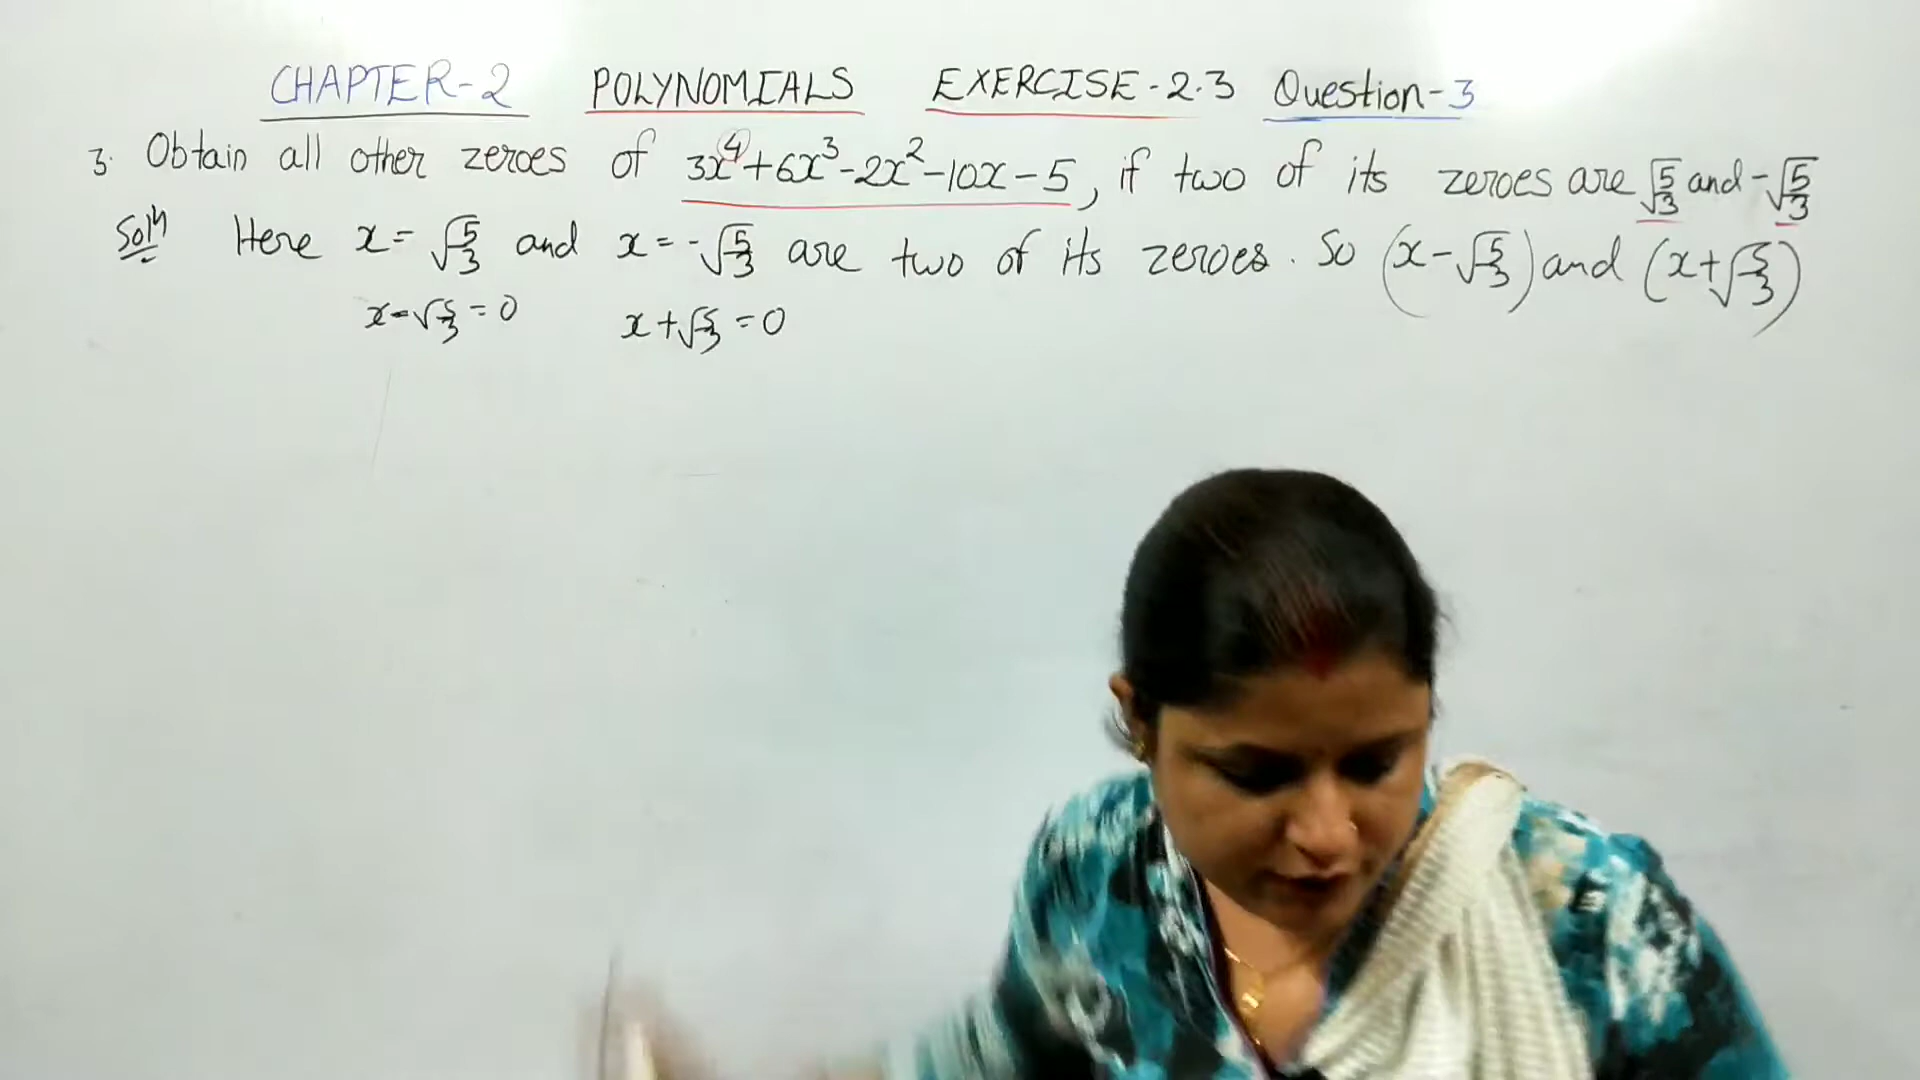 CHAPTER-2 POLYNOMIALS EXERCISE-2.3 Question-3
3. Obtain all other zeroes of 3x⁴+6x³-2x²-10x-5, if two of its zeroes are √5/3 and -√5/3
Solⁿ Here x=√5/3 and x=-√5/3 are two of its zeroes. So (x-√5/3) and (x+√5/3)
x-√5/3=0 x+√5/3=0